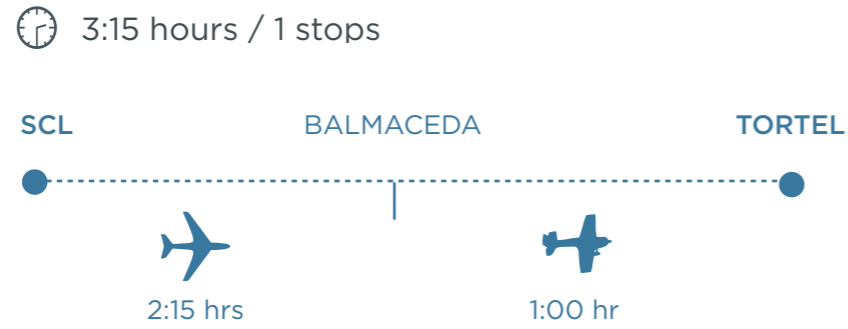 3:15 hours / 1 stops
SCL BALMACEDA TORTEL
2:15 hrs 1:00 hr